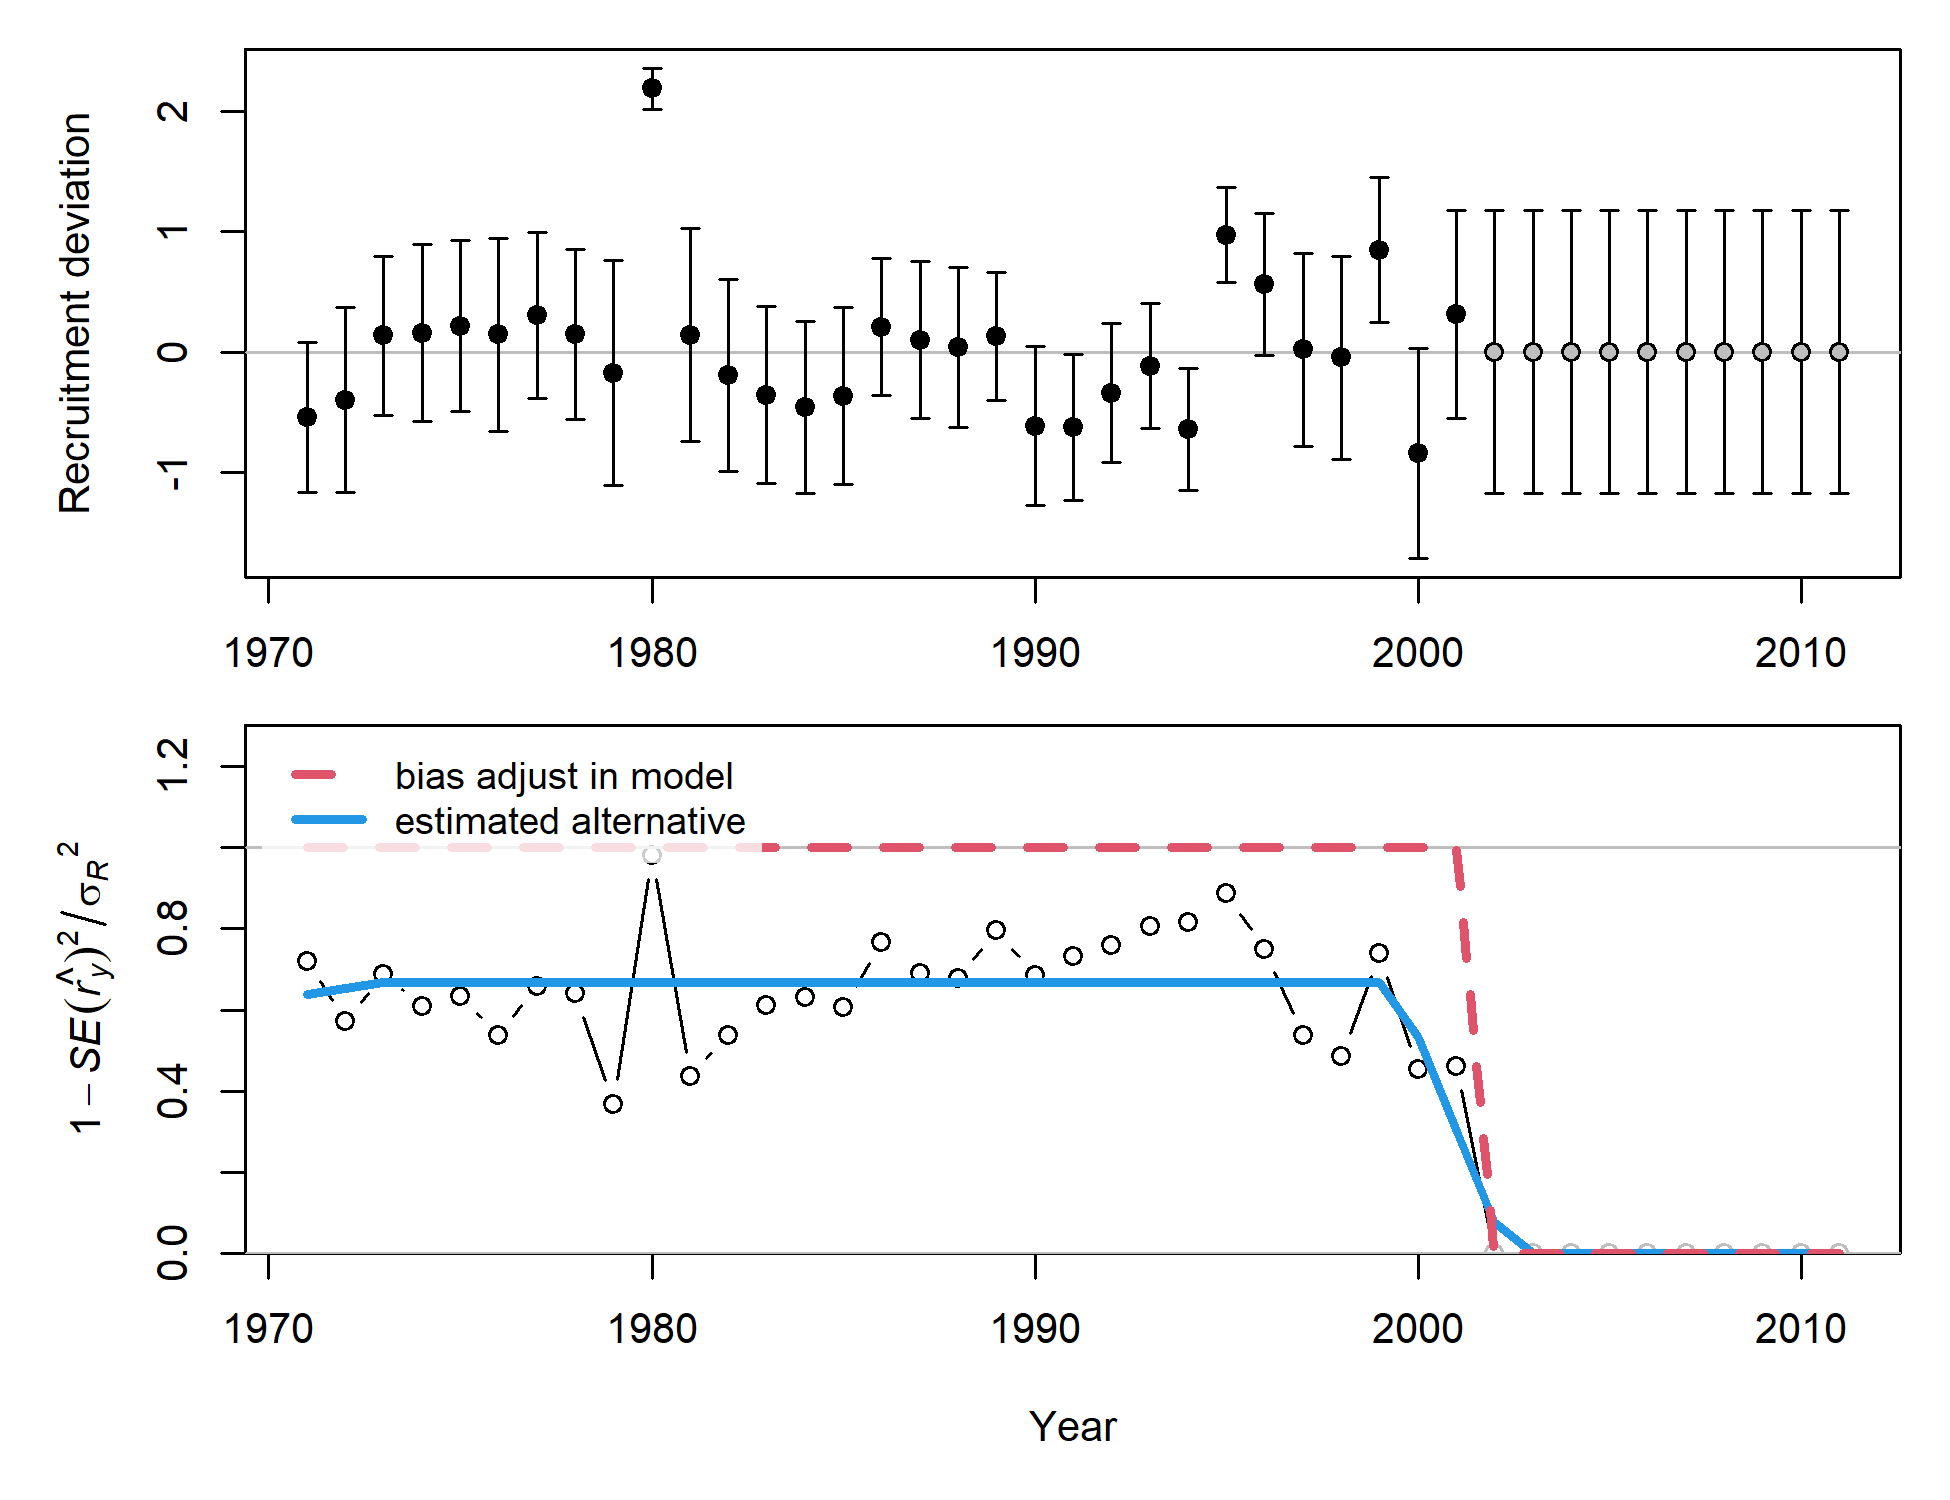 Recruitment deviation
2
1
0
-1
1970 1980 1990 2000 2010
1 − SE(r̂y)²/σR²
1.2
0.8
0.4
0.0
bias adjust in model
estimated alternative
1970 1980 1990 2000 2010
Year